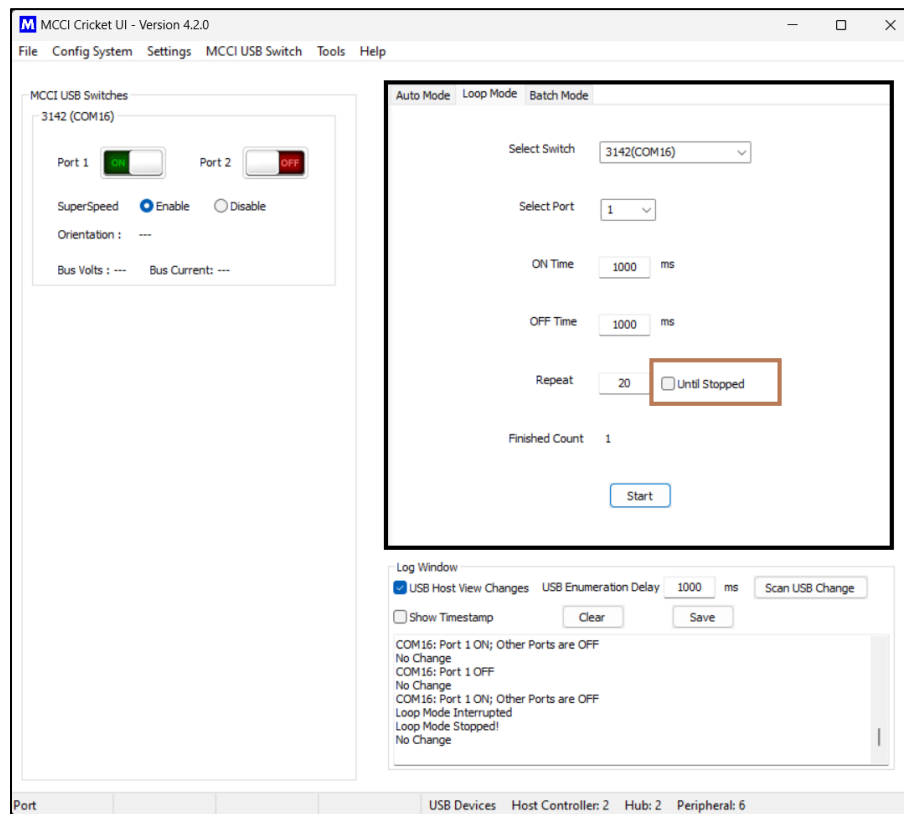 M MCCI Cricket UI - Version 4.2.0
File Config System Settings MCCI USB Switch Tools Help
MCCI USB Switches
3142 (COM16)
Port 1 ON Port 2 OFF
SuperSpeed Enable Disable
Orientation : ---
Bus Volts : --- Bus Current: ---
Auto Mode Loop Mode Batch Mode
Select Switch 3142(COM16)
Select Port 1
ON Time 1000 ms
OFF Time 1000 ms
Repeat 20 Until Stopped
Finished Count 1
Start
Log Window
USB Host View Changes USB Enumeration Delay 1000 ms Scan USB Change
Show Timestamp Clear Save
COM16: Port 1 ON; Other Ports are OFF
No Change
COM16: Port 1 OFF
No Change
COM16: Port 1 ON; Other Ports are OFF
Loop Mode Interrupted
Loop Mode Stopped!
No Change
Port USB Devices Host Controller: 2 Hub: 2 Peripheral: 6